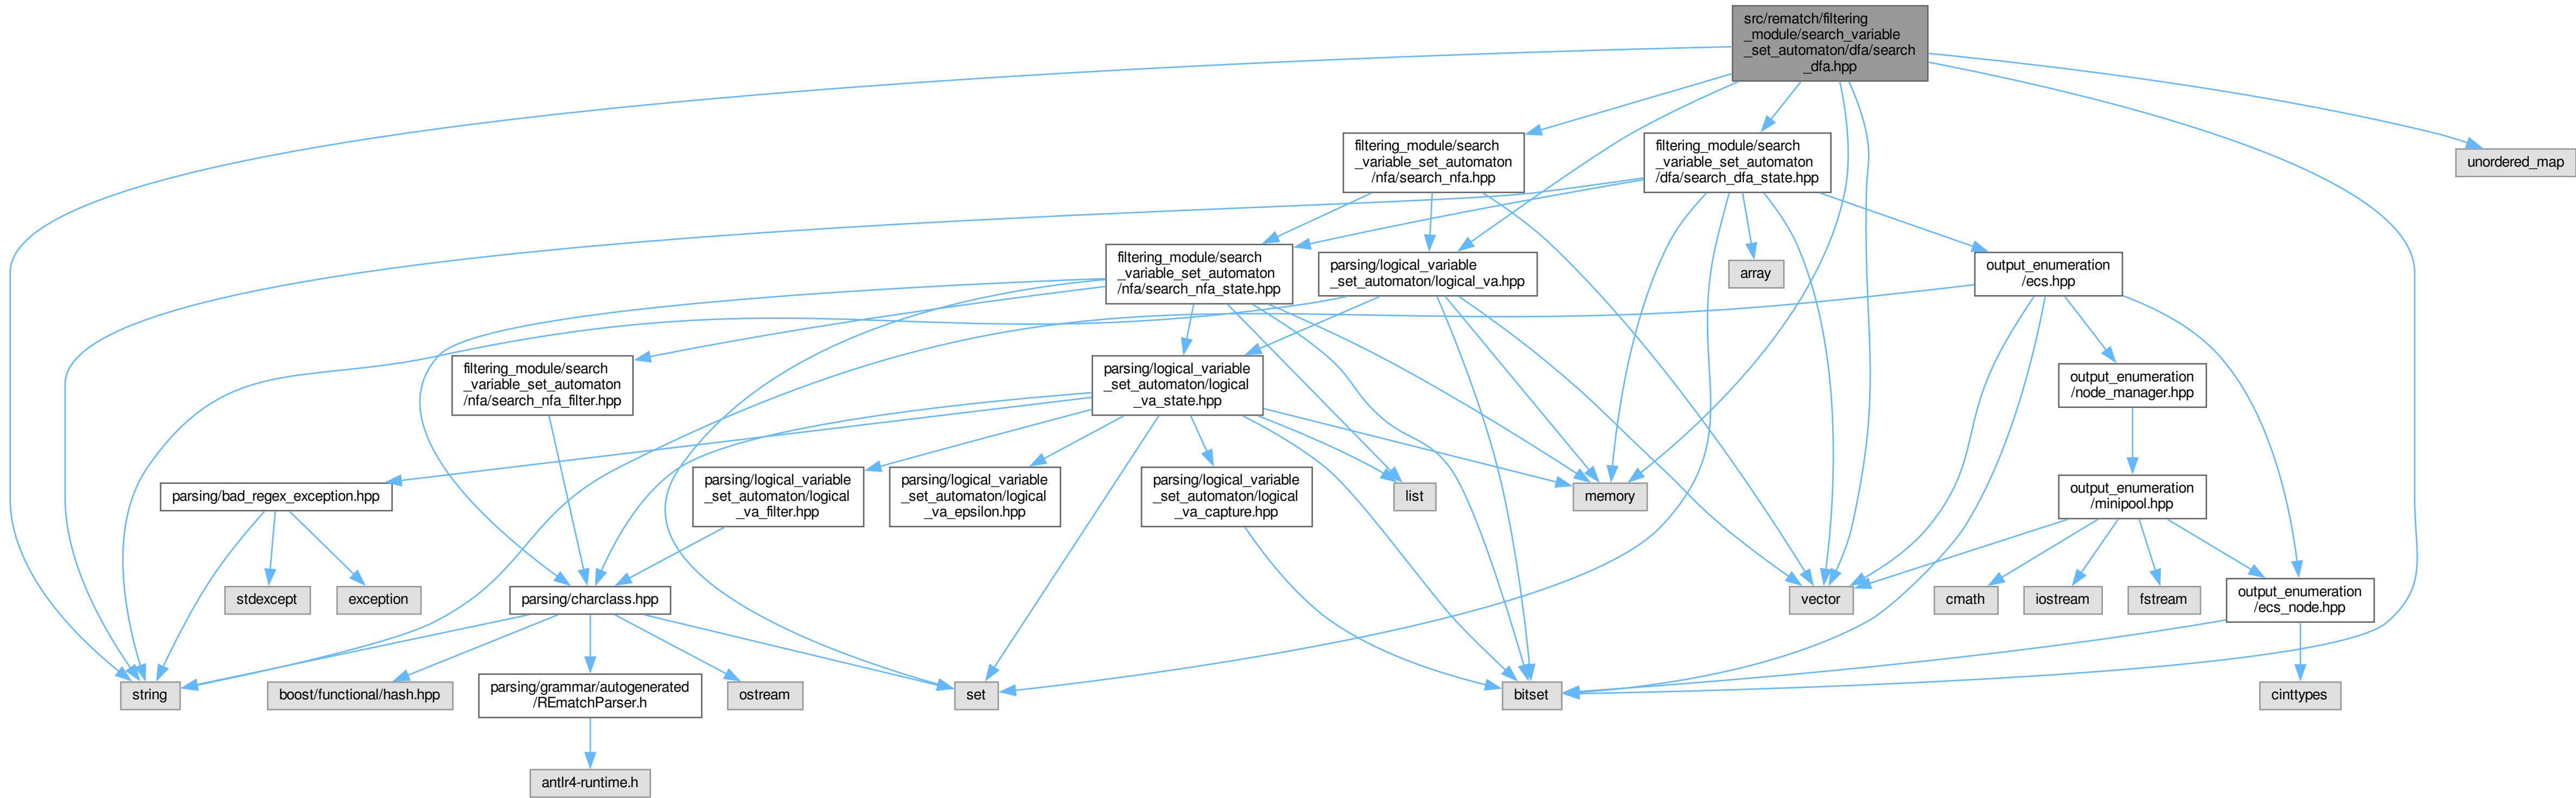 src/rematch/filtering
_module/search_variable
_set_automaton/dfa/search
_dfa.hpp
filtering_module/search
_variable_set_automaton
/nfa/search_nfa.hpp
filtering_module/search
_variable_set_automaton
/dfa/search_dfa_state.hpp
unordered_map
filtering_module/search
_variable_set_automaton
/nfa/search_nfa_state.hpp
parsing/logical_variable
_set_automaton/logical_va.hpp
array
output_enumeration
/ecs.hpp
filtering_module/search
_variable_set_automaton
/nfa/search_nfa_filter.hpp
parsing/logical_variable
_set_automaton/logical
_va_state.hpp
output_enumeration
/node_manager.hpp
parsing/bad_regex_exception.hpp
parsing/logical_variable
_set_automaton/logical
_va_filter.hpp
parsing/logical_variable
_set_automaton/logical
_va_epsilon.hpp
parsing/logical_variable
_set_automaton/logical
_va_capture.hpp
list
memory
output_enumeration
/minipool.hpp
stdexcept
exception
parsing/charclass.hpp
vector
cmath
iostream
fstream
output_enumeration
/ecs_node.hpp
string
boost/functional/hash.hpp
parsing/grammar/autogenerated
/REmatchParser.h
ostream
set
bitset
cinttypes
antlr4-runtime.h